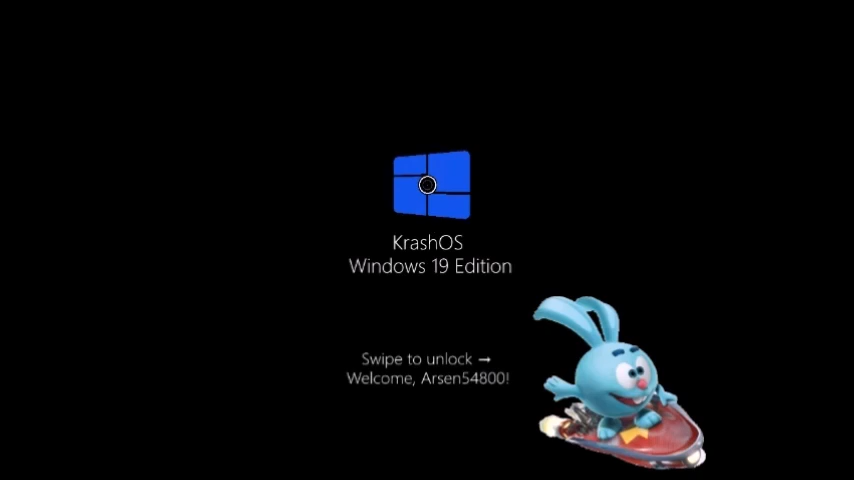 KrashOS
Windows 19 Edition
Swipe to unlock →
Welcome, Arsen54800!